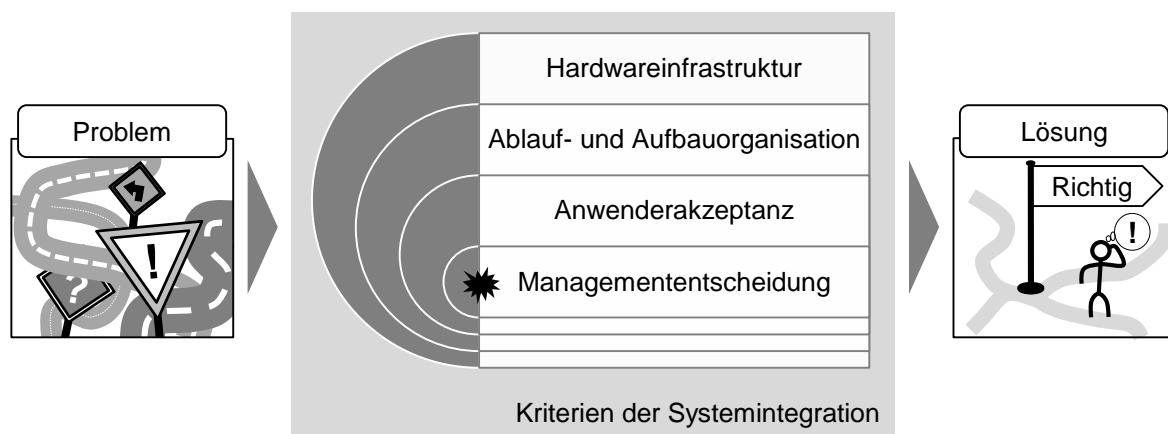 Problem
!
?
Hardwareinfrastruktur
Ablauf- und Aufbauorganisation
Anwenderakzeptanz
Managemententscheidung
Kriterien der Systemintegration
Lösung
Richtig
!